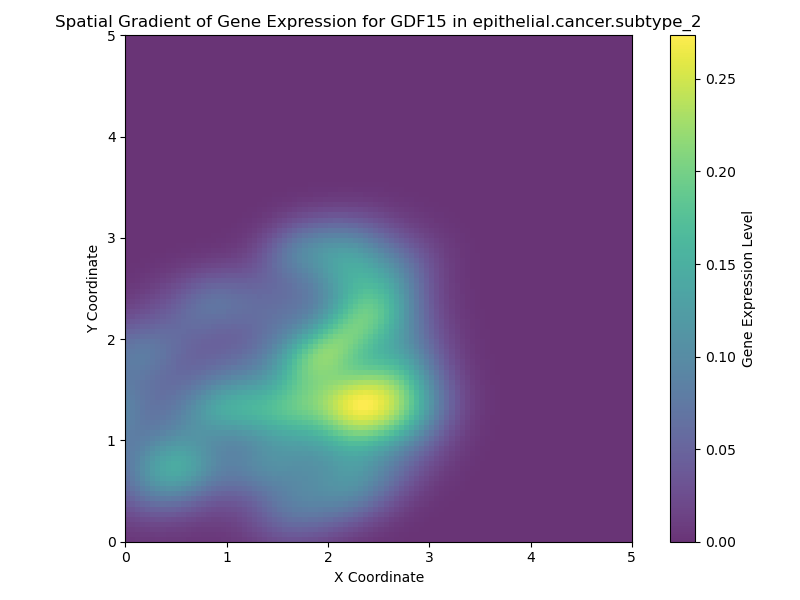 Spatial Gradient of Gene Expression for GDF15 in epithelial.cancer.subtype_2
5
4
3
2
1
0
Y Coordinate
0 1 2 3 4 5
X Coordinate
0.25
0.20
0.15
0.10
0.05
0.00
Gene Expression Level